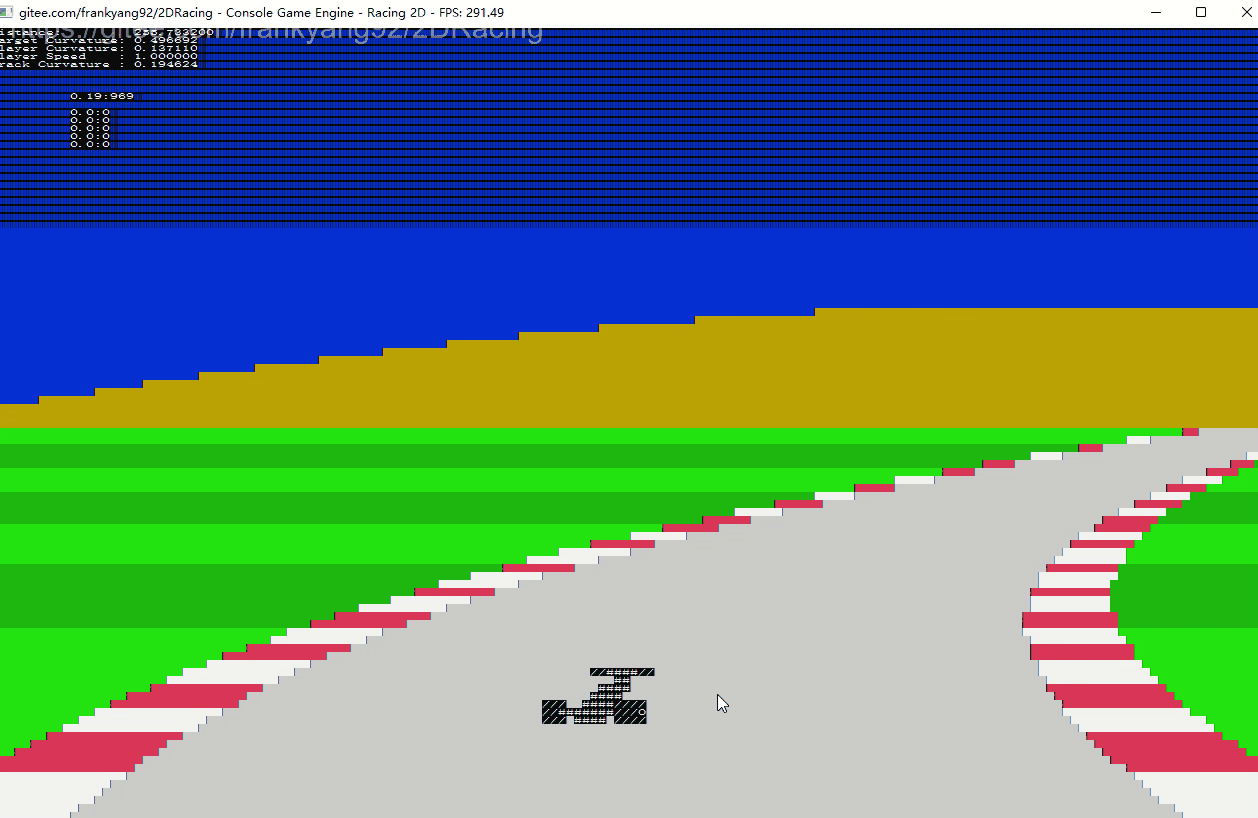 gitee.com/frankyang92/2DRacing - Console Game Engine - Racing 2D - FPS: 291.49
arget Curvature: 0.496692
layer Curvature: 0.137110
layer Speed : 1.000000
rack Curvature : 0.194624
0.19:969
0.0:0
0.0:0
0.0:0
0.0:0
0.0:0